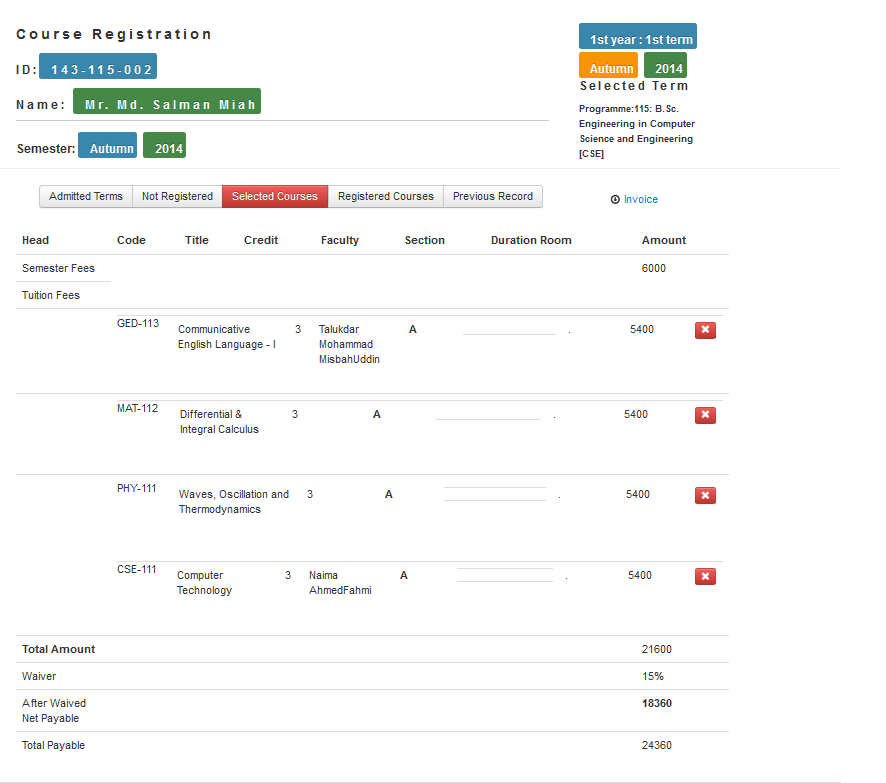 Course Registration
ID: 143-115-002
Name: Mr. Md. Salman Miah
Semester: Autumn 2014
1st year : 1st term
Autumn 2014
Selected Term
Programme:115: B.Sc.
Engineering in Computer
Science and Engineering
[CSE]
Admitted Terms Not Registered Selected Courses Registered Courses Previous Record
Invoice
Head Code Title Credit Faculty Section Duration Room Amount
Semester Fees 6000
Tuition Fees
GED-113 Communicative 3 Talukdar A . 5400
English Language - I Mohammad
MisbahUddin
MAT-112 Differential & 3 A . 5400
Integral Calculus
PHY-111 Waves, Oscillation and 3 A . 5400
Thermodynamics
CSE-111 Computer 3 Naima A . 5400
Technology AhmedFahmi
Total Amount 21600
Waiver 15%
After Waived 18360
Net Payable
Total Payable 24360